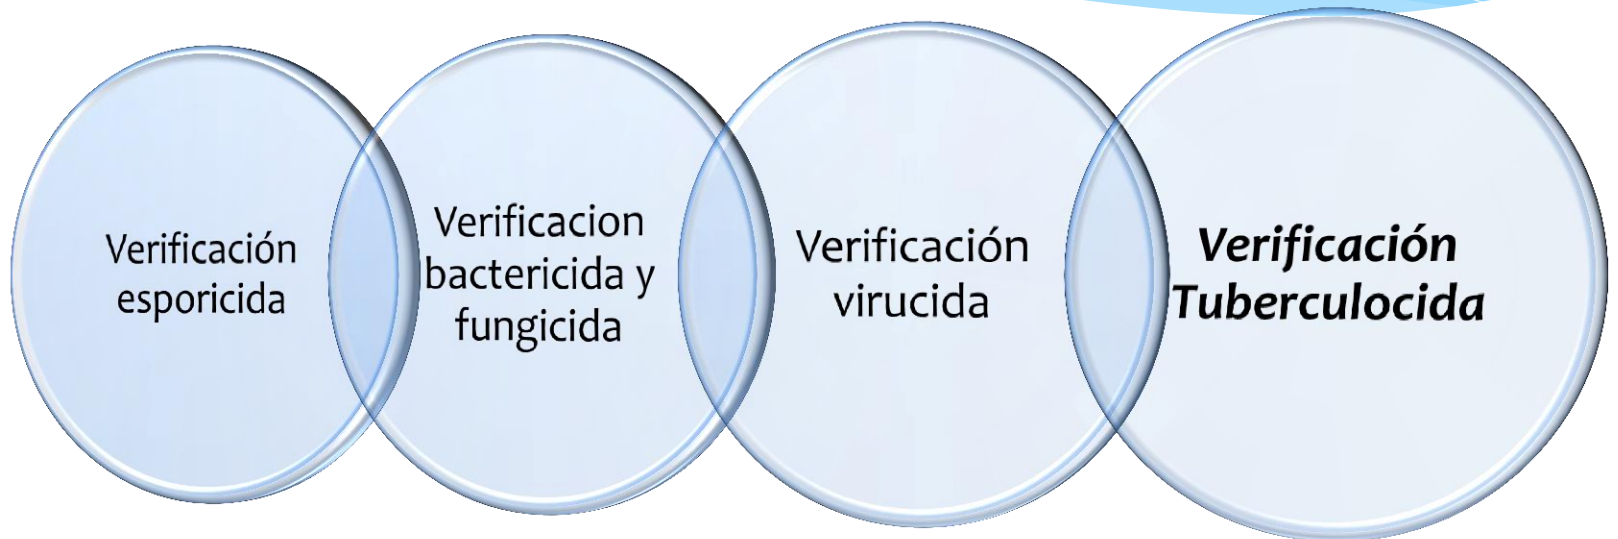 Verificación
esporicida
Verificacion
bactericida y
fungicida
Verificación
virucida
Verificación
Tuberculocida